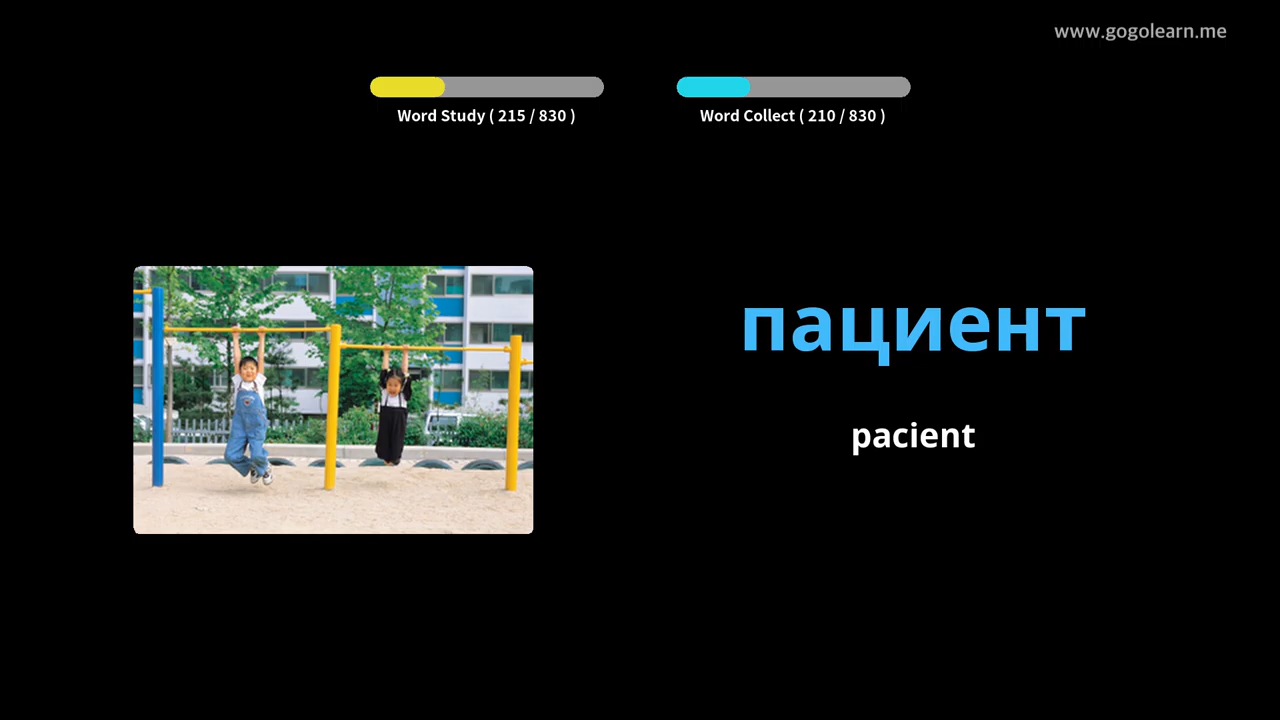 www.gogolearn.me
Word Study ( 215 / 830 )
Word Collect ( 210 / 830 )
пациент
pacient